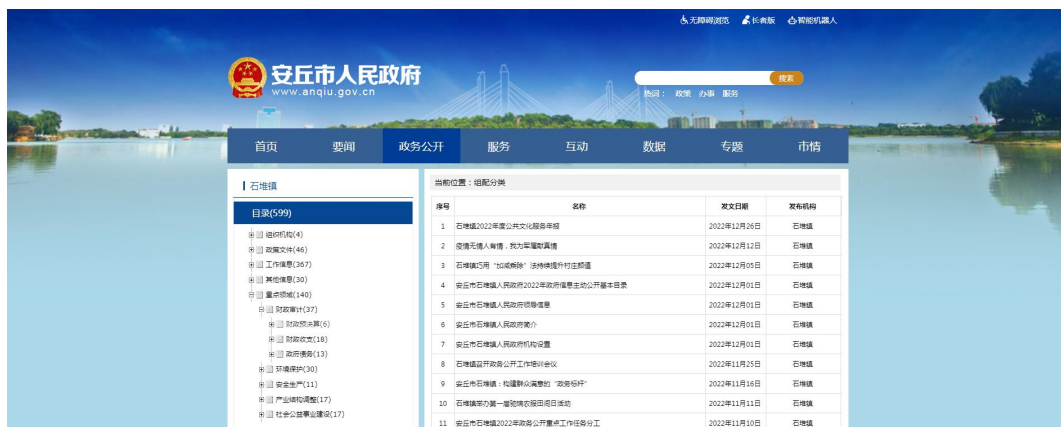 无障碍浏览 长者版 智能机器人
安丘市人民政府
www.anqiu.gov.cn
搜索
热词： 政策 办事 服务
首页 要闻 政务公开 服务 互动 数据 专题 市情
石堆镇
目录(599)
组织机构(4)
政策文件(46)
工作信息(367)
其他信息(30)
重点领域(140)
财政审计(37)
财政预决算(6)
财政收支(18)
政府债务(13)
环境保护(30)
安全生产(11)
产业结构调整(17)
社会公益事业建设(17)
当前位置：组配分类
序号 名称 发文日期 发布机构
1 石堆镇2022年度公共文化服务年报 2022年12月26日 石堆镇
2 疫情无情人有情，我为军属献真情 2022年12月12日 石堆镇
3 石堆镇巧用“加减乘除”法持续提升村庄颜值 2022年12月05日 石堆镇
4 安丘市石堆镇人民政府2022年政府信息主动公开基本目录 2022年12月01日 石堆镇
5 安丘市石堆镇人民政府领导信息 2022年12月01日 石堆镇
6 安丘市石堆镇人民政府简介 2022年12月01日 石堆镇
7 安丘市石堆镇人民政府机构设置 2022年12月01日 石堆镇
8 石堆镇召开政务公开工作培训会议 2022年11月25日 石堆镇
9 安丘市石堆镇：构建群众满意的“政务标杆” 2022年11月16日 石堆镇
10 石堆镇举办第一届驰瑞农服田间日活动 2022年11月11日 石堆镇
11 安丘市石堆镇2022年政务公开重点工作任务分工 2022年11月10日 石堆镇